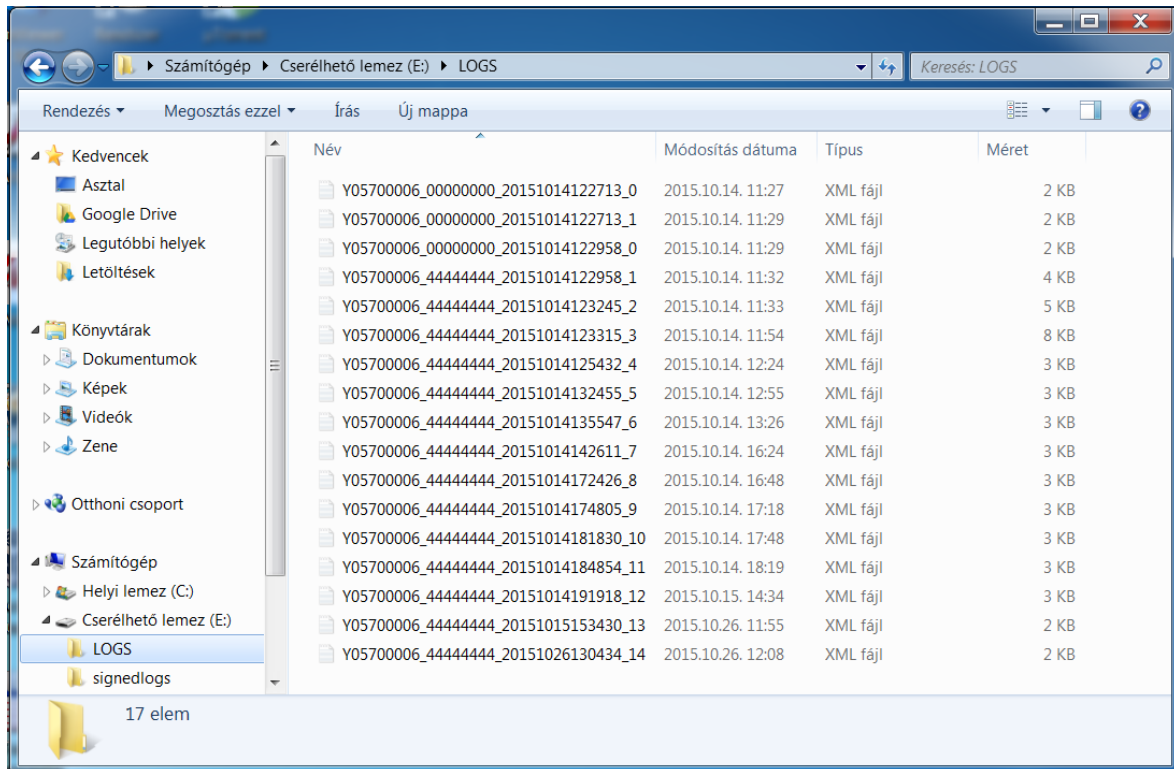 Számítógép Cserélhető lemez (E:) LOGS
Keresés: LOGS
Rendezés Megosztás ezzel Írás Új mappa
Kedvencek
Asztal
Google Drive
Legutóbbi helyek
Letöltések
Könyvtárak
Dokumentumok
Képek
Videók
Zene
Otthoni csoport
Számítógép
Helyi lemez (C:)
Cserélhető lemez (E:)
LOGS
signedlogs
Név Módosítás dátuma Típus Méret
Y05700006_00000000_20151014122713_0 2015.10.14. 11:27 XML fájl 2 KB
Y05700006_00000000_20151014122713_1 2015.10.14. 11:29 XML fájl 2 KB
Y05700006_00000000_20151014122958_0 2015.10.14. 11:29 XML fájl 2 KB
Y05700006_44444444_20151014122958_1 2015.10.14. 11:32 XML fájl 4 KB
Y05700006_44444444_20151014123245_2 2015.10.14. 11:33 XML fájl 5 KB
Y05700006_44444444_20151014123315_3 2015.10.14. 11:54 XML fájl 8 KB
Y05700006_44444444_20151014125432_4 2015.10.14. 12:24 XML fájl 3 KB
Y05700006_44444444_20151014132455_5 2015.10.14. 12:55 XML fájl 3 KB
Y05700006_44444444_20151014135547_6 2015.10.14. 13:26 XML fájl 3 KB
Y05700006_44444444_20151014142611_7 2015.10.14. 16:24 XML fájl 3 KB
Y05700006_44444444_20151014172426_8 2015.10.14. 16:48 XML fájl 3 KB
Y05700006_44444444_20151014174805_9 2015.10.14. 17:18 XML fájl 3 KB
Y05700006_44444444_20151014181830_10 2015.10.14. 17:48 XML fájl 3 KB
Y05700006_44444444_20151014184854_11 2015.10.14. 18:19 XML fájl 3 KB
Y05700006_44444444_20151014191918_12 2015.10.15. 14:34 XML fájl 3 KB
Y05700006_44444444_20151015153430_13 2015.10.26. 11:55 XML fájl 2 KB
Y05700006_44444444_20151026130434_14 2015.10.26. 12:08 XML fájl 2 KB
17 elem